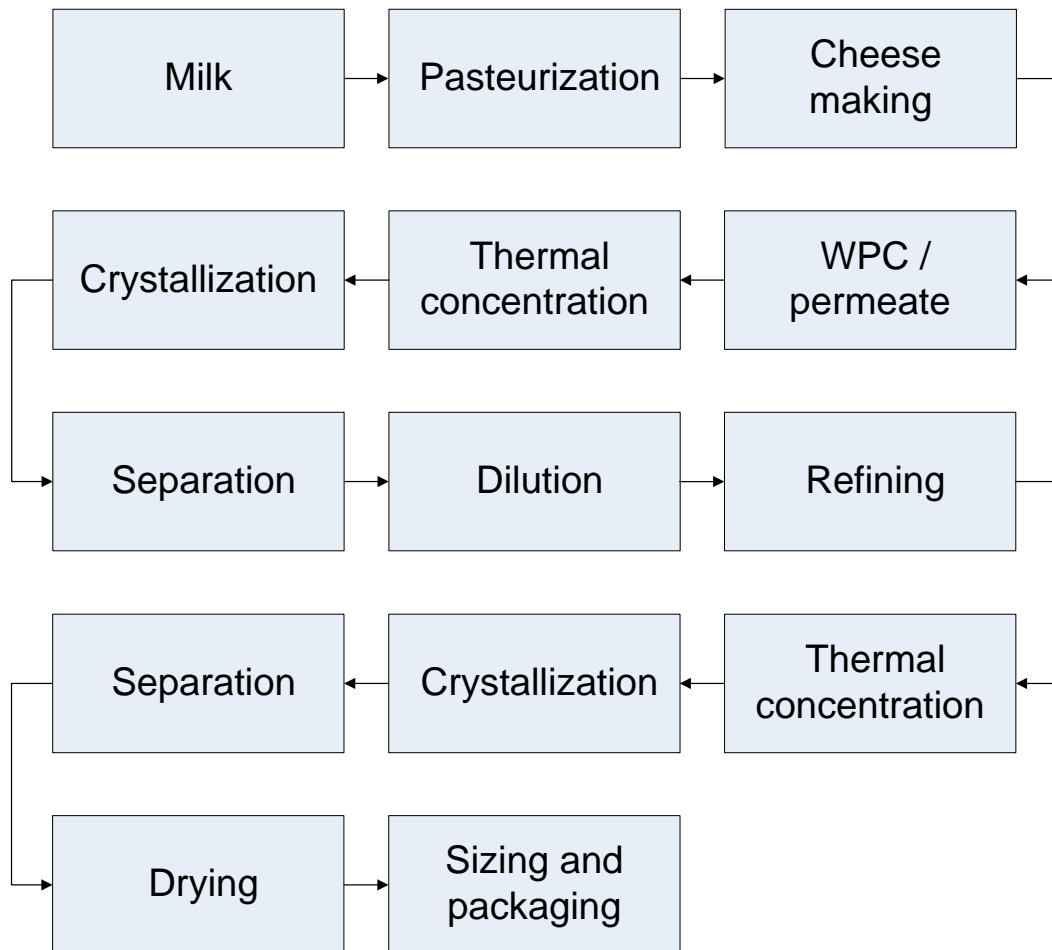 Milk
Pasteurization
Cheese
making
Crystallization
Thermal
concentration
WPC /
permeate
Separation
Dilution
Refining
Separation
Crystallization
Thermal
concentration
Drying
Sizing and
packaging